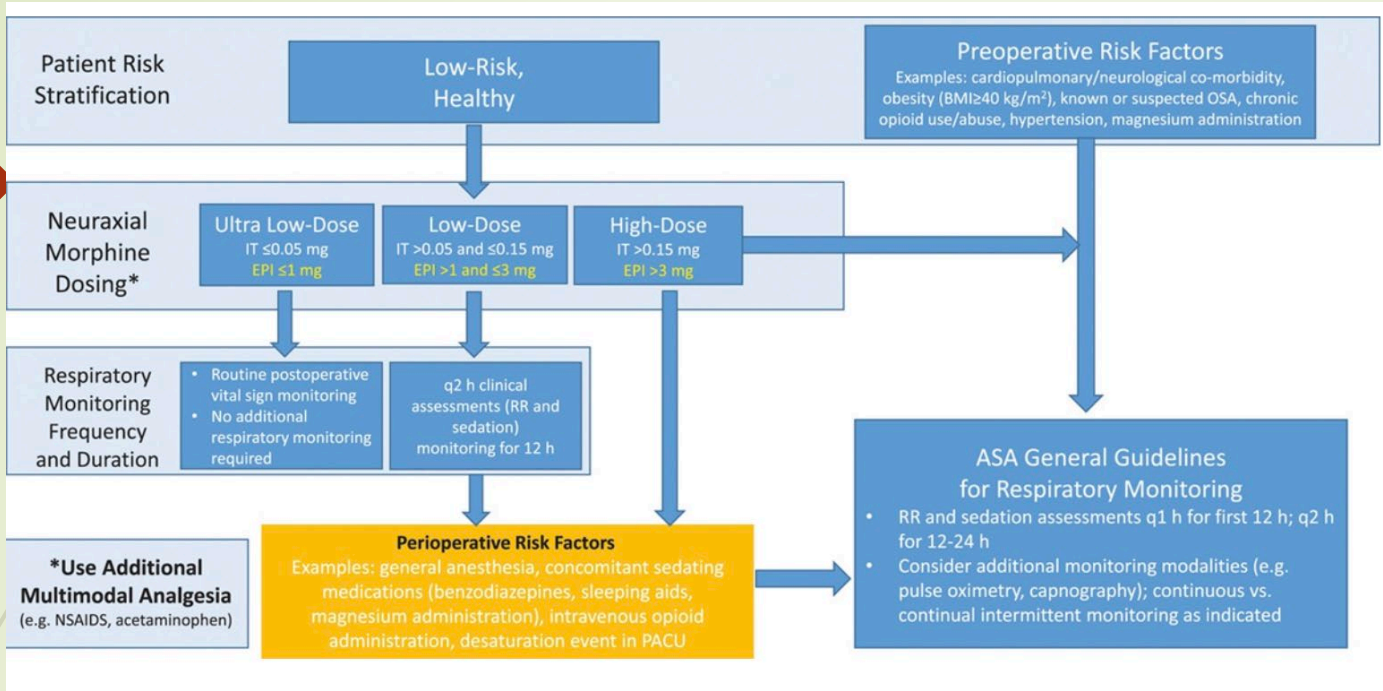 Patient Risk
Stratification
Low-Risk,
Healthy
Preoperative Risk Factors
Examples: cardiopulmonary/neurological co-morbidity,
obesity (BMI≥40 kg/m²), known or suspected OSA, chronic
opioid use/abuse, hypertension, magnesium administration
Neuraxial
Morphine
Dosing*
Ultra Low-Dose
IT ≤0.05 mg
EPI ≤1 mg
Low-Dose
IT >0.05 and ≤0.15 mg
EPI >1 and ≤3 mg
High-Dose
IT >0.15 mg
EPI >3 mg
Respiratory
Monitoring
Frequency
and Duration
• Routine postoperative
vital sign monitoring
• No additional
respiratory monitoring
required
q2 h clinical
assessments (RR and
sedation)
monitoring for 12 h
*Use Additional
Multimodal Analgesia
(e.g. NSAIDS, acetaminophen)
Perioperative Risk Factors
Examples: general anesthesia, concomitant sedating
medications (benzodiazepines, sleeping aids,
magnesium administration), intravenous opioid
administration, desaturation event in PACU
ASA General Guidelines
for Respiratory Monitoring
• RR and sedation assessments q1 h for first 12 h; q2 h
for 12-24 h
• Consider additional monitoring modalities (e.g.
pulse oximetry, capnography); continuous vs.
continual intermittent monitoring as indicated